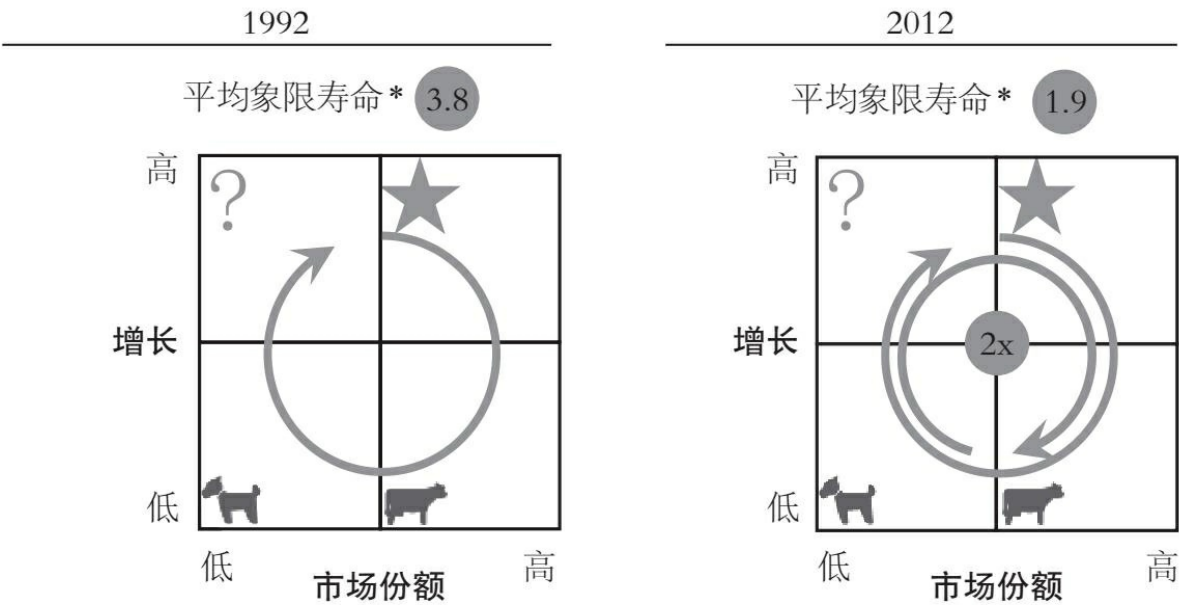 1992
平均象限寿命* 3.8
高
?
增长
低
低
高
市场份额
2012
平均象限寿命* 1.9
高
?
增长
2x
低
低
高
市场份额